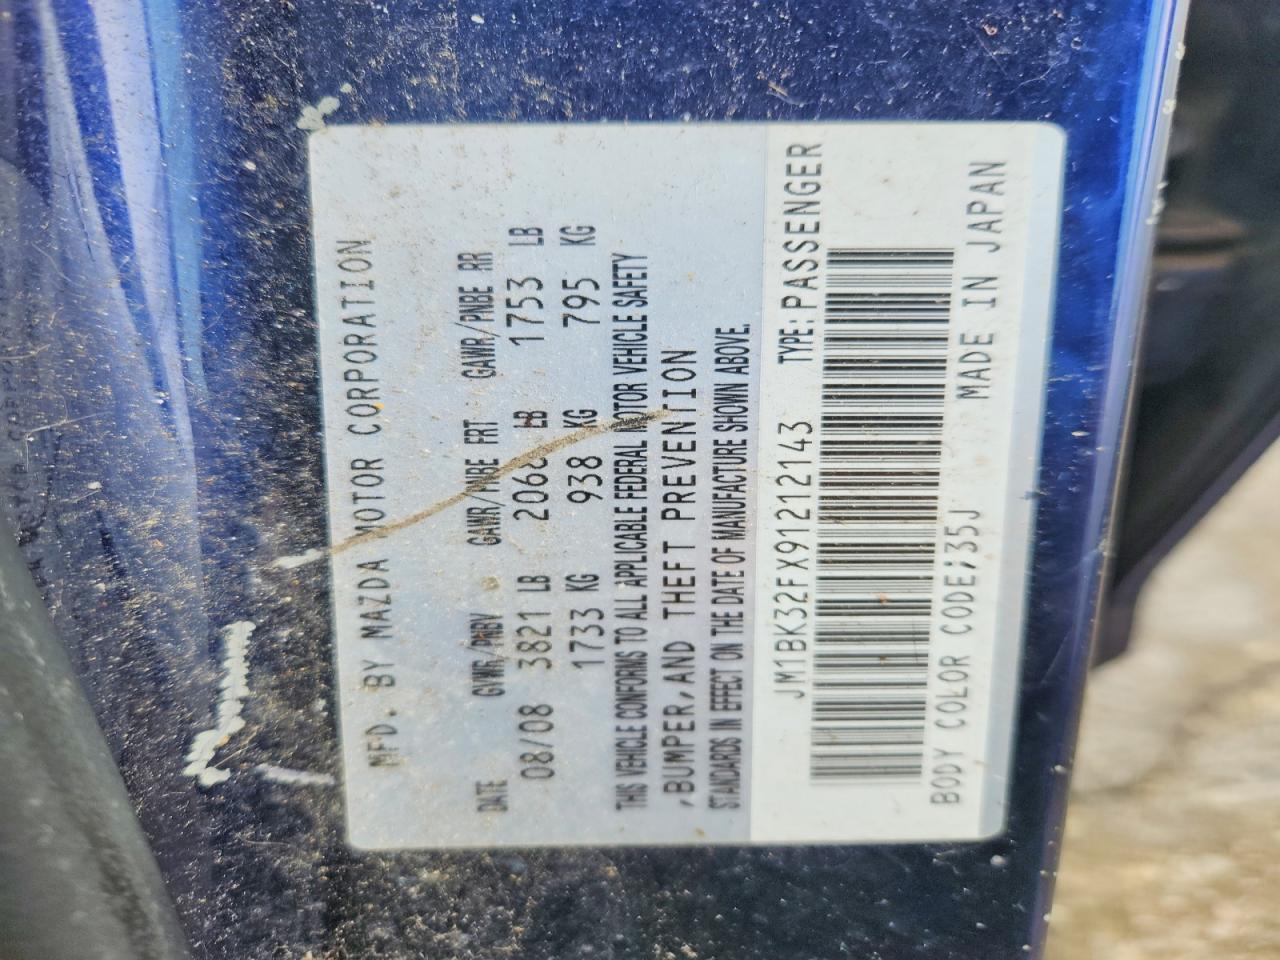 MFD. BY MAZDA MOTOR CORPORATION
DATE GVWR/PNBV GAWR/PNBE FRT GAWR/PNBE RR
08/08 3821 LB 2068 LB 1753 LB
1733 KG 938 KG 795 KG
THIS VEHICLE CONFORMS TO ALL APPLICABLE FEDERAL MOTOR VEHICLE SAFETY
,BUMPER,AND THEFT PREVENTION
STANDARDS IN EFFECT ON THE DATE OF MANUFACTURE SHOWN ABOVE.
JM1BK32FX91212143 TYPE:PASSENGER
BODY COLOR CODE:35J MADE IN JAPAN